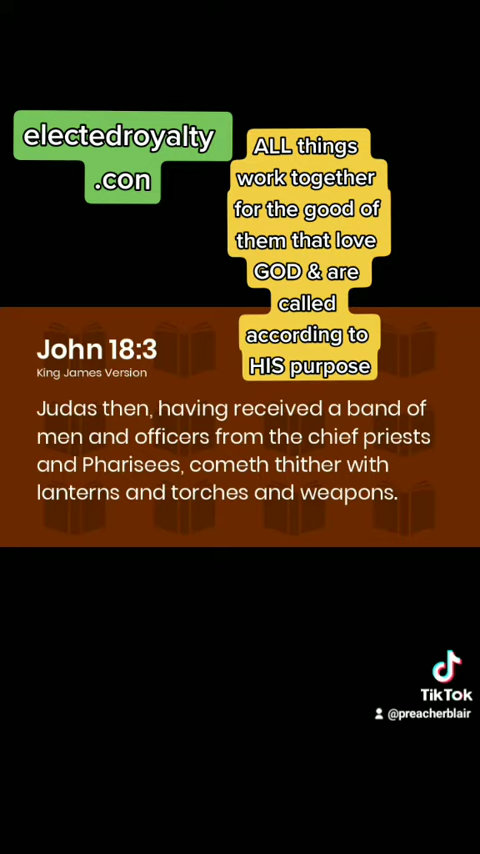 electedroyalty
.con
ALL things
work together
for the good of
them that love
GOD & are
called
according to
HIS purpose
John 18:3
King James Version
Judas then, having received a band of
men and officers from the chief priests
and Pharisees, cometh thither with
lanterns and torches and weapons.
TikTok
@preacherblair